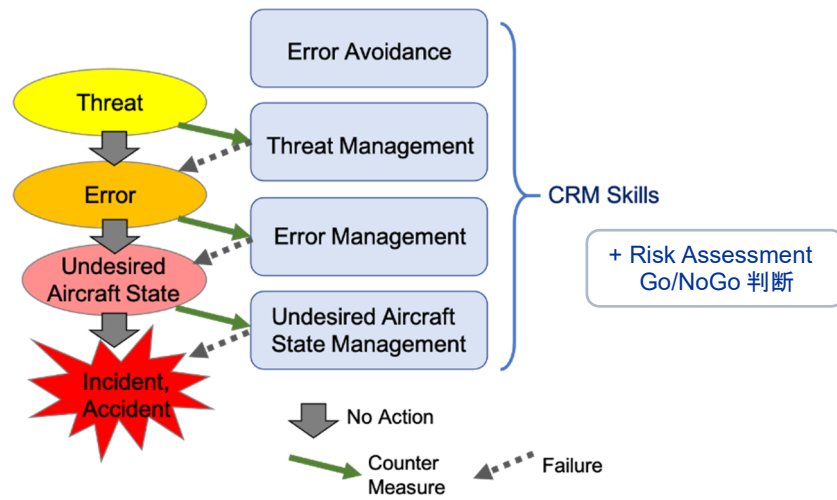 Error Avoidance
Threat
Threat Management
Error
CRM Skills
Error Management
+ Risk Assessment
Go/NoGo 判断
Undesired
Aircraft State
Undesired Aircraft
State Management
Incident,
Accident
No Action
Counter
Measure
Failure